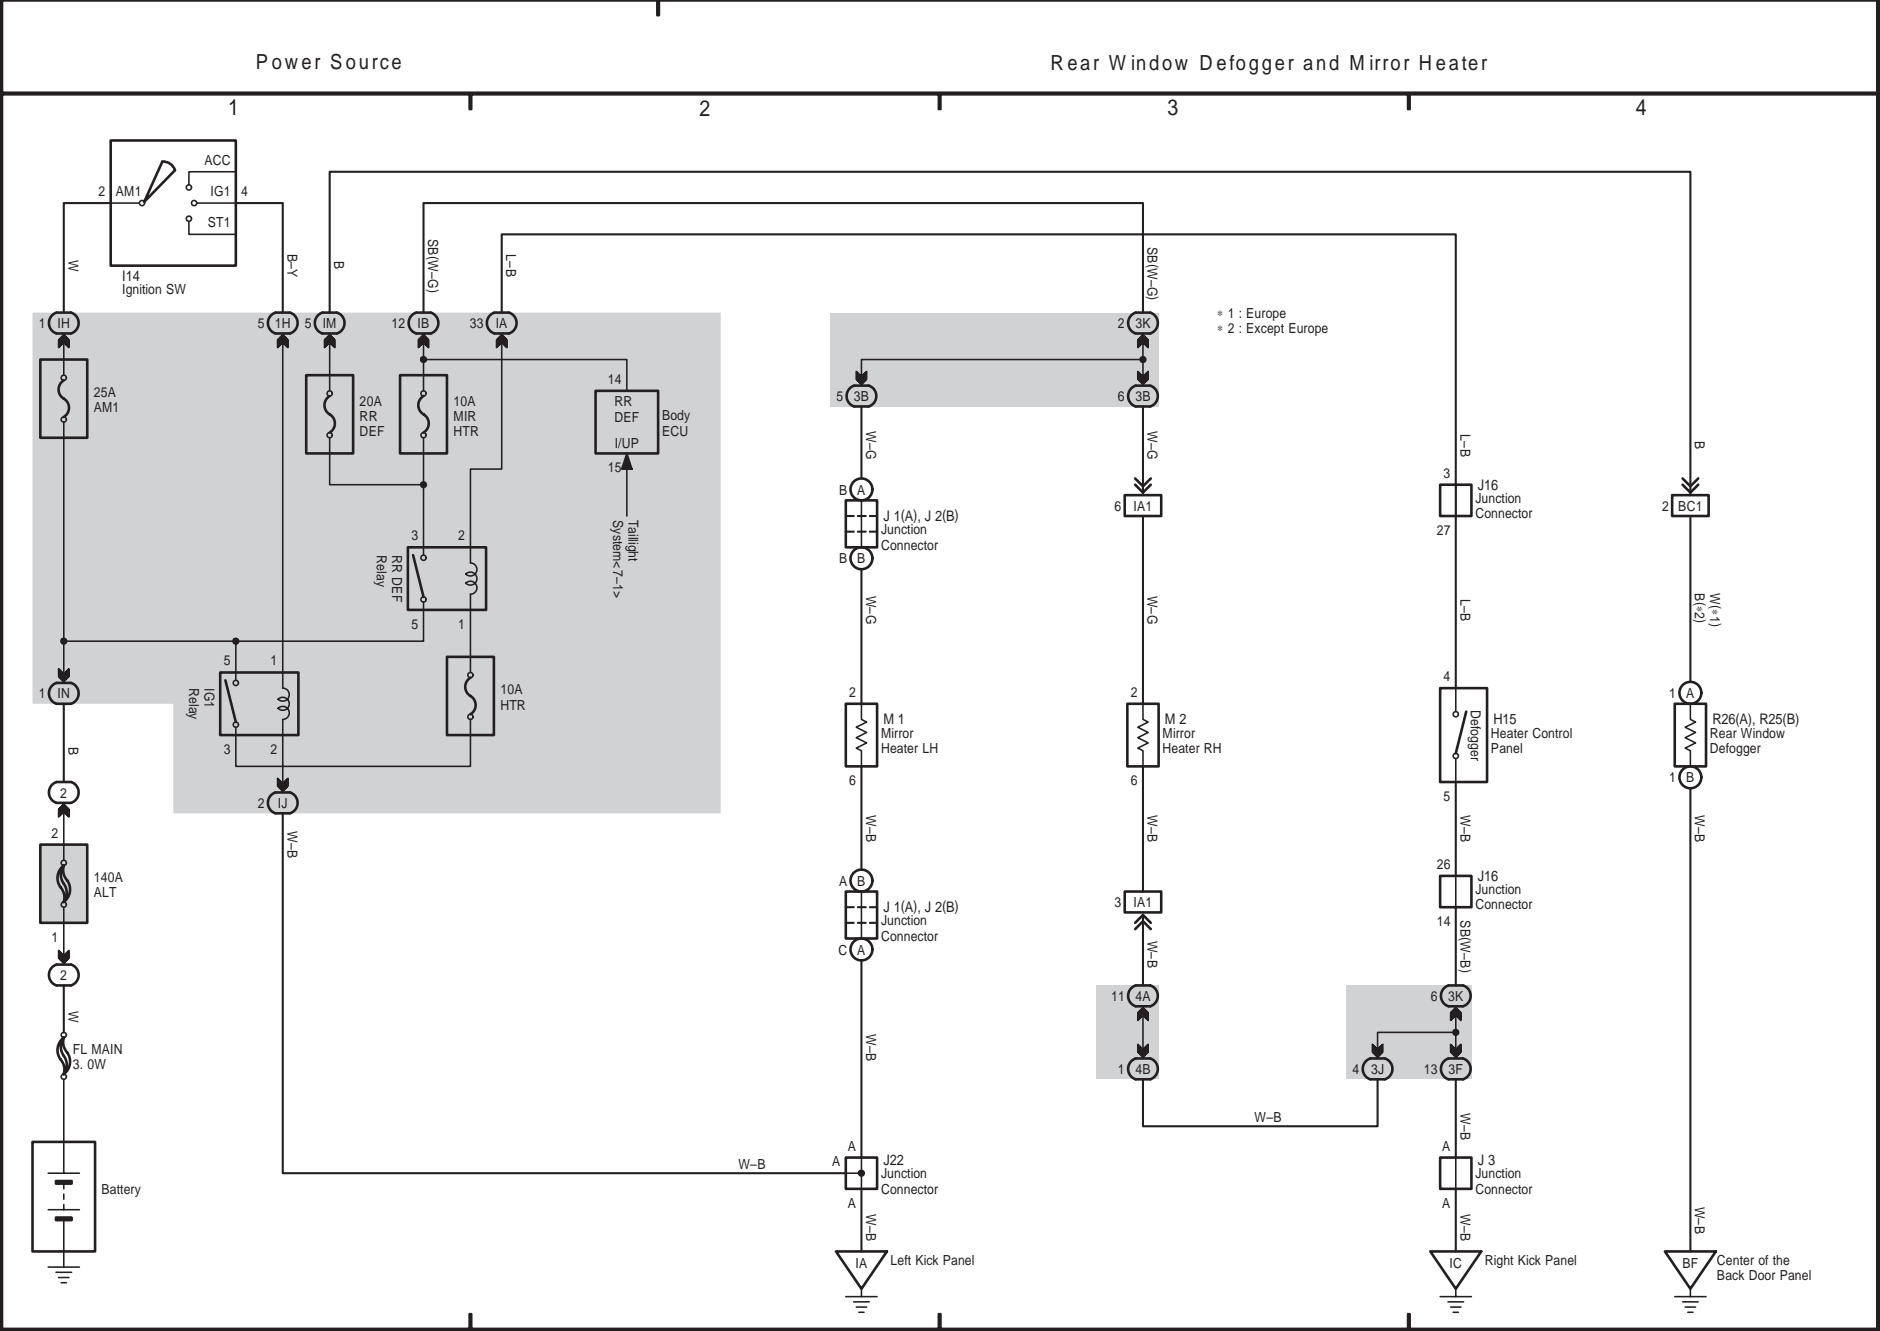 Power Source
Rear Window Defogger and Mirror Heater
1
2
3
4
ACC
2
AM1
IG1
4
ST1
I14
Ignition SW
W
B–Y
B
SB(W–G)
L–B
SB(W–G)
1
IH
5
1H
5
IM
12
IB
33
IA
2
3K
* 1 : Europe
* 2 : Except Europe
25A
AM1
20A
RR
DEF
10A
MIR
HTR
14
RR
DEF
I/UP
Body
ECU
15
Taillight
System<7–1>
5
3B
6
3B
W–G
W–G
L–B
B
3
J16
Junction
Connector
27
B
A
J 1(A), J 2(B)
Junction
Connector
B
B
6
IA1
2
BC1
3
2
RR DEF
Relay
5
1
W–G
W–G
L–B
W(*1)
B(*2)
5
1
IG1
Relay
3
2
10A
HTR
1
IN
2
IJ
B
2
M 1
Mirror
Heater LH
6
2
M 2
Mirror
Heater RH
6
4
Defogger
H15
Heater Control
Panel
5
1
A
R26(A), R25(B)
Rear Window
Defogger
1
B
2
2
140A
ALT
1
2
W–B
W–B
W–B
W–B
W–B
A
B
J 1(A), J 2(B)
Junction
Connector
C
A
3
IA1
26
J16
Junction
Connector
14
W–B
SB(W–B)
W
FL MAIN
3. 0W
11
4A
1
4B
6
3K
4
3J
13
3F
W–B
W–B
W–B
Battery
W–B
A
A
J22
Junction
Connector
A
A
J 3
Junction
Connector
A
W–B
W–B
W–B
IA
Left Kick Panel
IC
Right Kick Panel
BF
Center of the
Back Door Panel